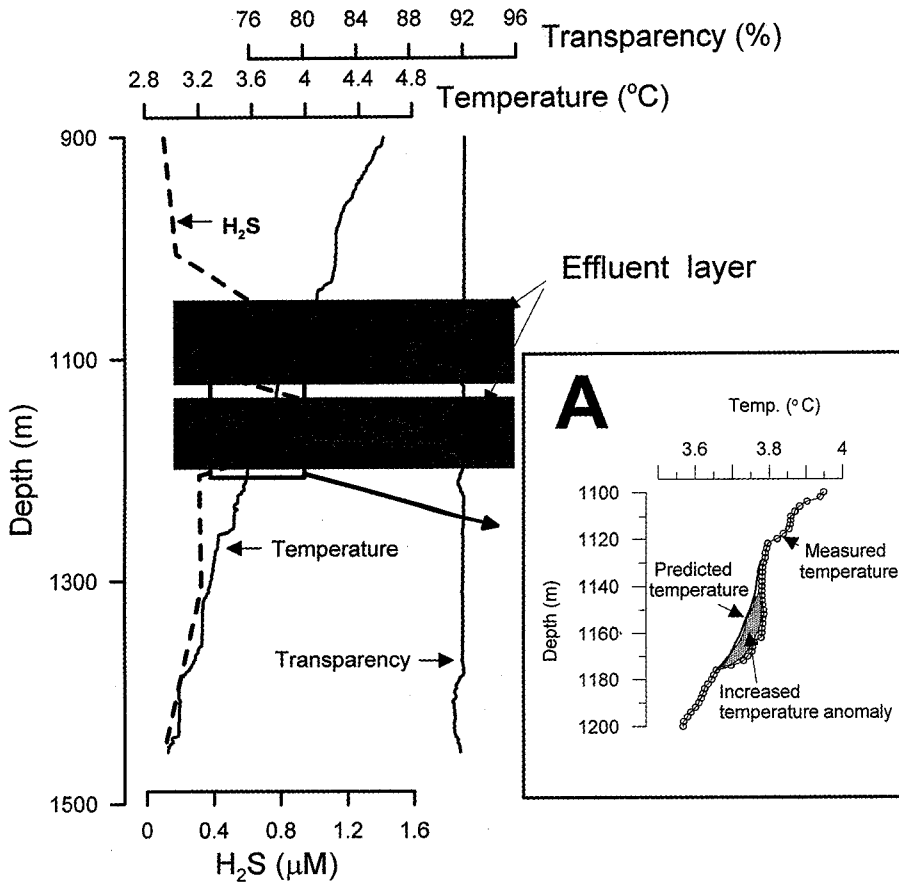 76 80 84 88 92 96
Transparency (%)
2.8 3.2 3.6 4 4.4 4.8
Temperature (°C)
900
H₂S
Effluent layer
1100
A
Temp. (°C)
3.6 3.8 4
1100
1120
Measured
temperature
Predicted
temperature
1140
1160
1180
Increased
temperature anomaly
1200
Depth (m)
Depth (m)
Temperature
1300
Transparency
1500
0 0.4 0.8 1.2 1.6
H₂S (μM)